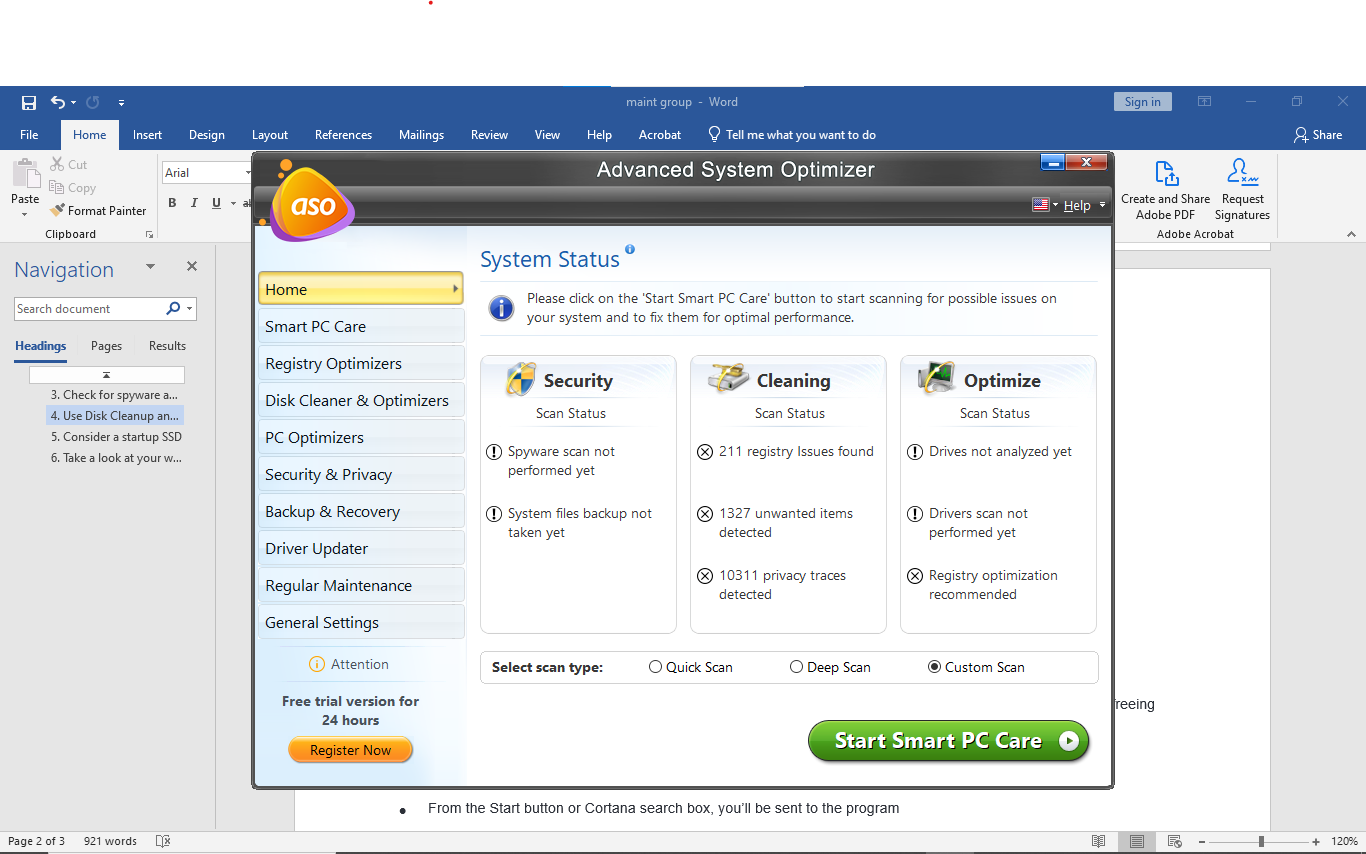 maint group - Word
Sign in
File
Home
Insert
Design
Layout
References
Mailings
Review
View
Help
Acrobat
Tell me what you want to do
Share
Paste
Cut
Copy
Format Painter
Clipboard
Arial
B I U
Create and Share
Adobe PDF
Request
Signatures
Adobe Acrobat
Navigation
Search document
Headings
Pages
Results
3. Check for spyware a...
4. Use Disk Cleanup an...
5. Consider a startup SSD
6. Take a look at your w...
Advanced System Optimizer
aso
Help
Home
Smart PC Care
Registry Optimizers
Disk Cleaner & Optimizers
PC Optimizers
Security & Privacy
Backup & Recovery
Driver Updater
Regular Maintenance
General Settings
Attention
Free trial version for
24 hours
Register Now
System Status
Please click on the 'Start Smart PC Care' button to start scanning for possible issues on
your system and to fix them for optimal performance.
Security
Scan Status
Spyware scan not
performed yet
System files backup not
taken yet
Cleaning
Scan Status
211 registry Issues found
1327 unwanted items
detected
10311 privacy traces
detected
Optimize
Scan Status
Drives not analyzed yet
Drivers scan not
performed yet
Registry optimization
recommended
Select scan type:
Quick Scan
Deep Scan
Custom Scan
Start Smart PC Care
From the Start button or Cortana search box, you’ll be sent to the program
Page 2 of 3
921 words
120%